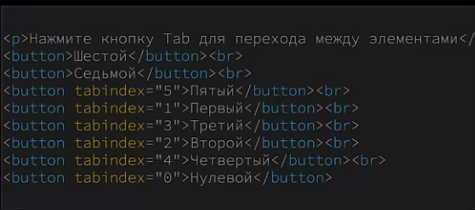 <p>Нажмите кнопку Tab для перехода между элементами</
<button>Шестой</button><br>
<button>Седьмой</button><br>
<button tabindex="5">Пятый</button><br>
<button tabindex="1">Первый</button><br>
<button tabindex="3">Третий</button><br>
<button tabindex="2">Второй</button><br>
<button tabindex="4">Четвертый</button><br>
<button tabindex="0">Нулевой</button>